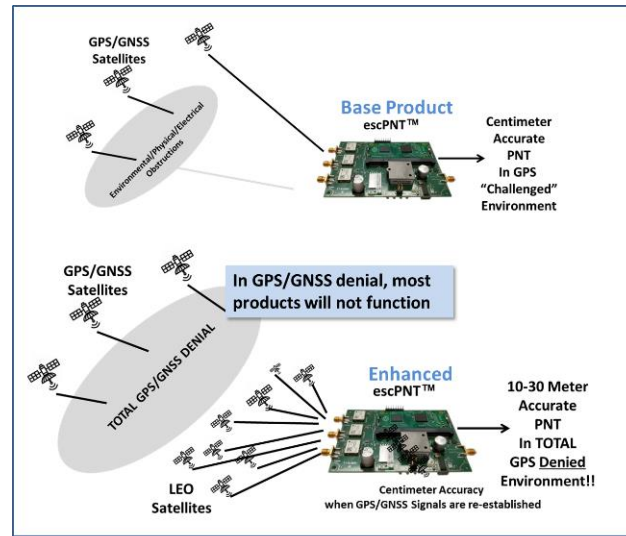 GPS/GNSS
Satellites
Environmental/Physical/Electrical
Obstructions
Base Product
escPNT™
Centimeter
Accurate
PNT
In GPS
“Challenged”
Environment
GPS/GNSS
Satellites
In GPS/GNSS denial, most
products will not function
TOTAL GPS/GNSS DENIAL
Enhanced
escPNT™
10-30 Meter
Accurate
PNT
In TOTAL
GPS Denied
Environment!!
LEO
Satellites
Centimeter Accuracy
when GPS/GNSS Signals are re-established